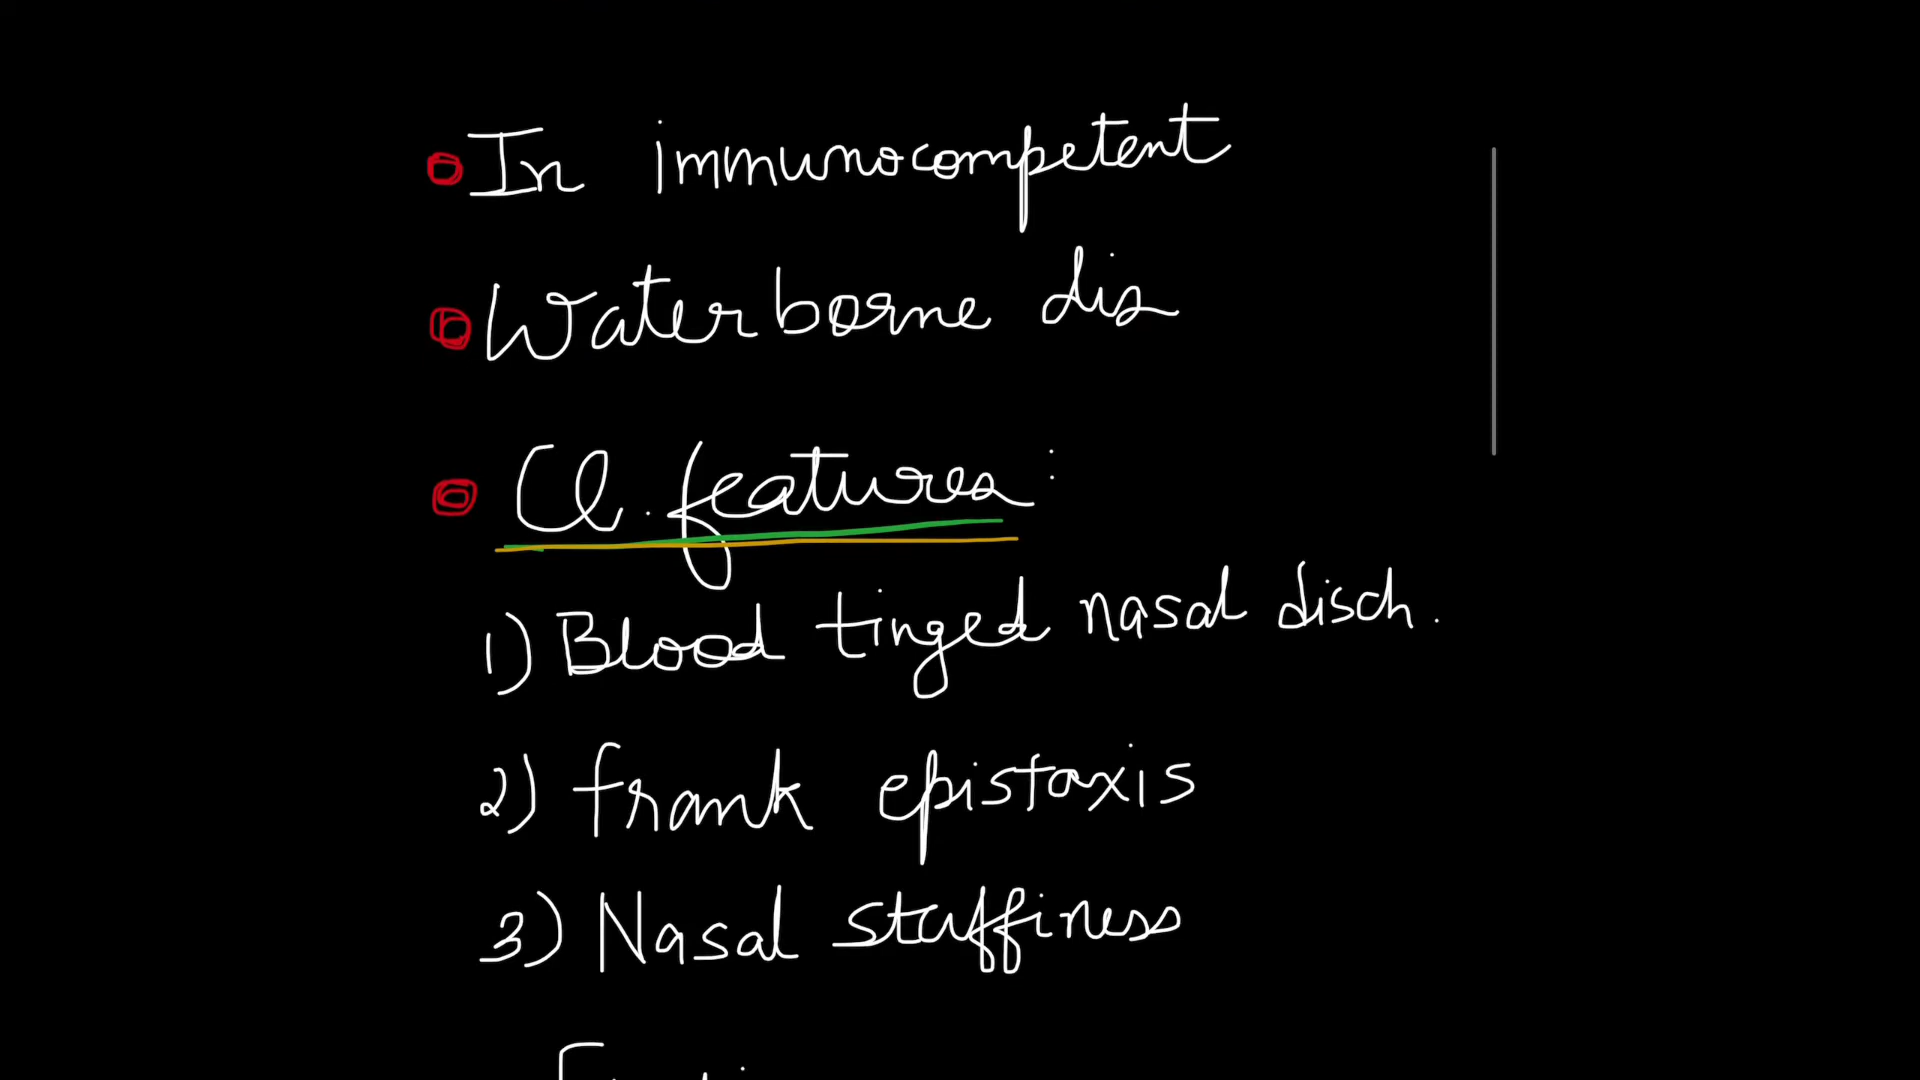 In immunocompetent
Waterborne dis
Cl. features:
1) Blood tinged nasal disch.
2) frank epistaxis
3) Nasal stuffiness